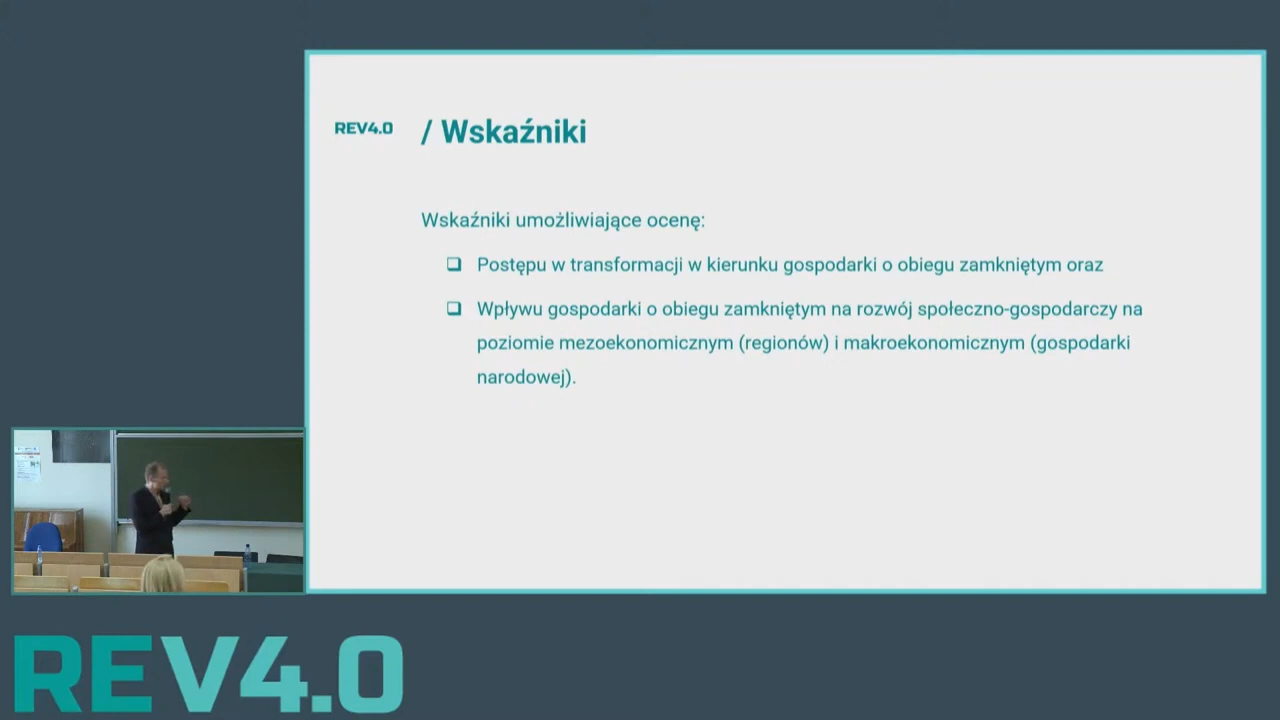 REV4.0
/ Wskaźniki
Wskaźniki umożliwiające ocenę:
Postępu w transformacji w kierunku gospodarki o obiegu zamkniętym oraz
Wpływu gospodarki o obiegu zamkniętym na rozwój społeczno-gospodarczy na
poziomie mezoekonomicznym (regionów) i makroekonomicznym (gospodarki
narodowej).
REV4.0